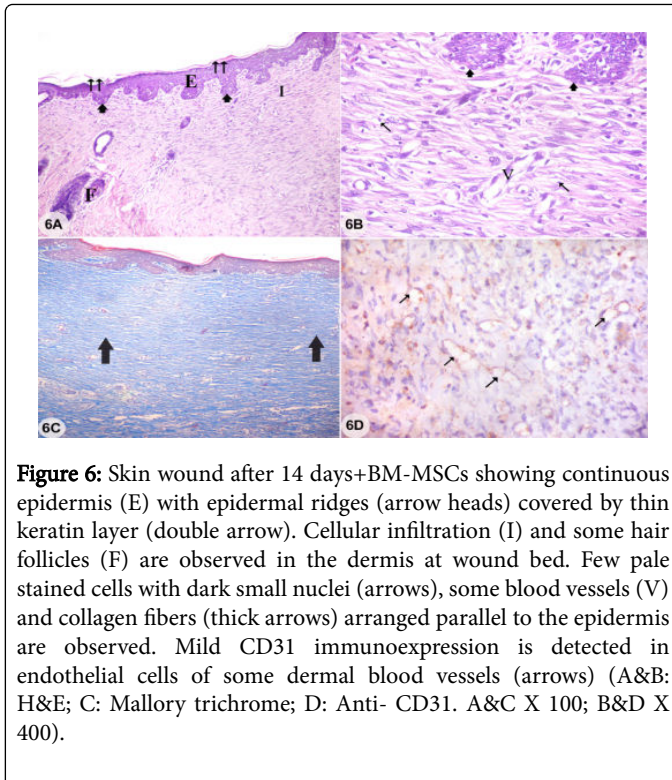 E
I
F
6A
V
6B
6C
6D
Figure 6: Skin wound after 14 days+BM-MSCs showing continuous
epidermis (E) with epidermal ridges (arrow heads) covered by thin
keratin layer (double arrow). Cellular infiltration (I) and some hair
follicles (F) are observed in the dermis at wound bed. Few pale
stained cells with dark small nuclei (arrows), some blood vessels (V)
and collagen fibers (thick arrows) arranged parallel to the epidermis
are observed. Mild CD31 immunoexpression is detected in
endothelial cells of some dermal blood vessels (arrows) (A&B:
H&E; C: Mallory trichrome; D: Anti- CD31. A&C X 100; B&D X
400).